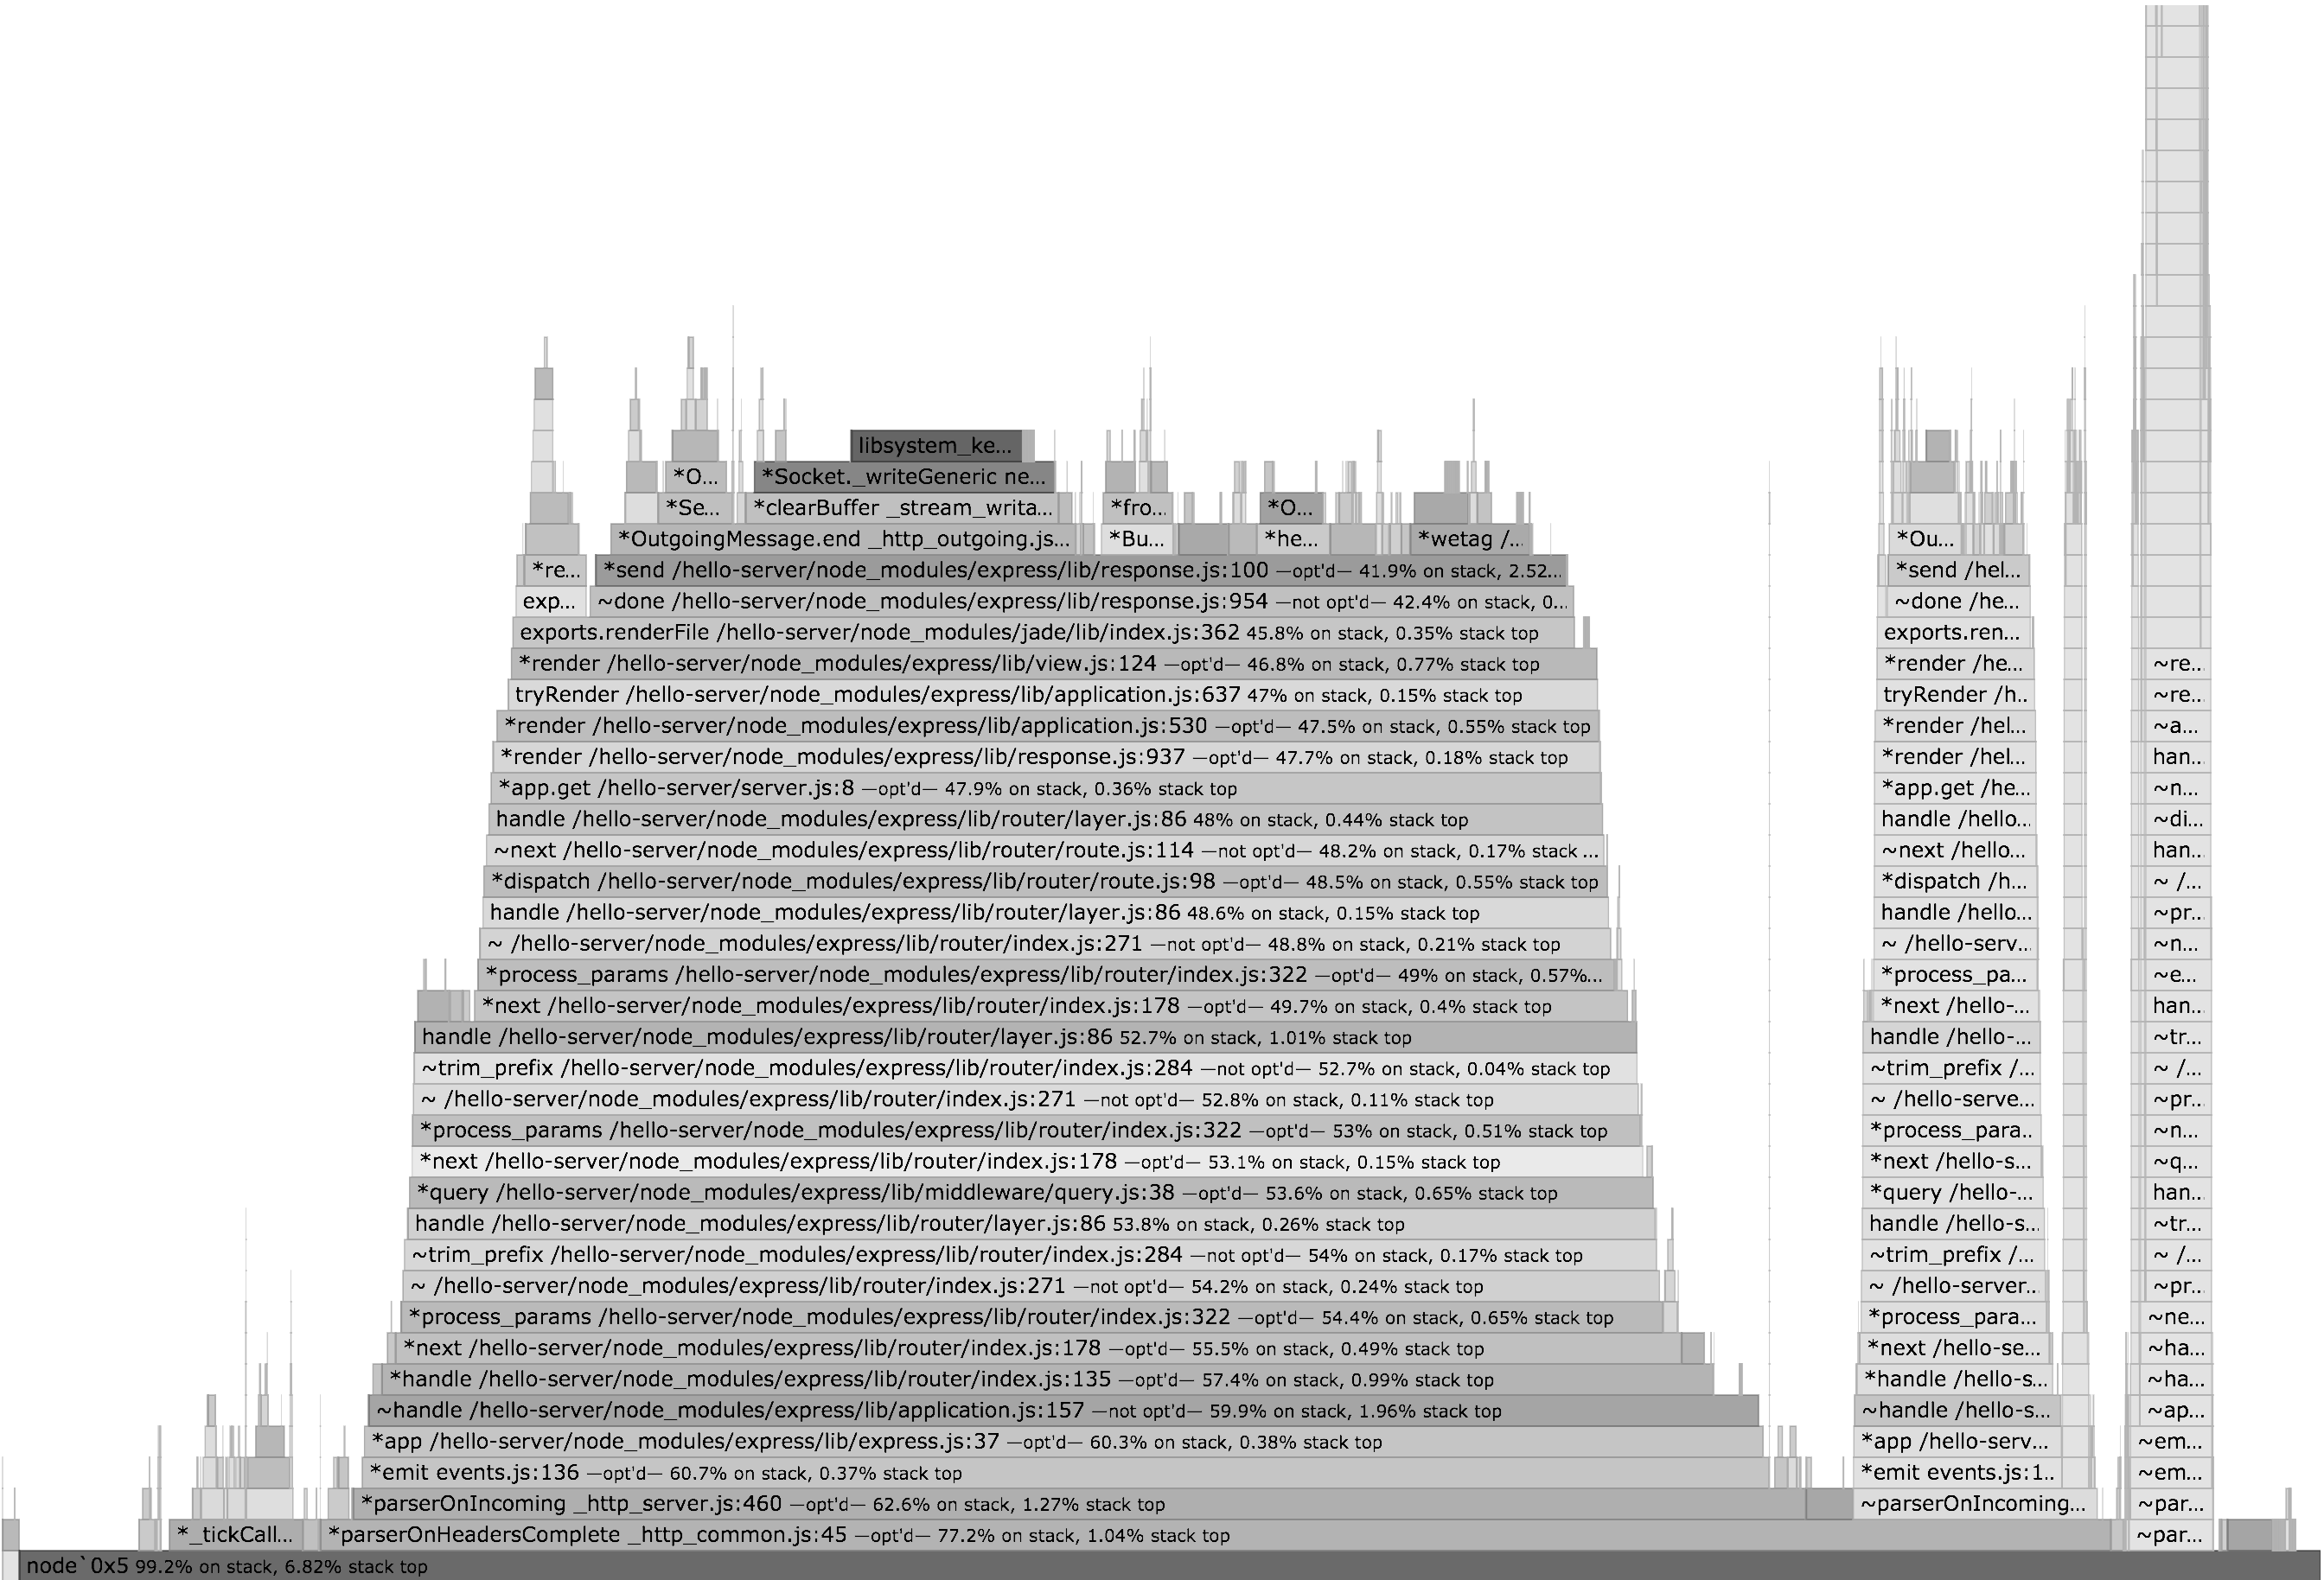 libsystem_ke...
*O... *Socket._writeGeneric ne...
*Se... *clearBuffer _stream_writa... *fro... *O...
*OutgoingMessage.end _http_outgoing.js... *Bu... *he... *wetag /... *Ou...
*re... *send /hello-server/node_modules/express/lib/response.js:100 —opt'd— 41.9% on stack, 2.52... *send /hel...
exp... ~done /hello-server/node_modules/express/lib/response.js:954 —not opt'd— 42.4% on stack, 0... ~done /he...
exports.renderFile /hello-server/node_modules/jade/lib/index.js:362 45.8% on stack, 0.35% stack top exports.ren...
*render /hello-server/node_modules/express/lib/view.js:124 —opt'd— 46.8% on stack, 0.77% stack top *render /he... ~re...
tryRender /hello-server/node_modules/express/lib/application.js:637 47% on stack, 0.15% stack top tryRender /h.. ~re...
*render /hello-server/node_modules/express/lib/application.js:530 —opt'd— 47.5% on stack, 0.55% stack top *render /hel... ~a...
*render /hello-server/node_modules/express/lib/response.js:937 —opt'd— 47.7% on stack, 0.18% stack top *render /hel... han...
*app.get /hello-server/server.js:8 —opt'd— 47.9% on stack, 0.36% stack top *app.get /he... ~n...
handle /hello-server/node_modules/express/lib/router/layer.js:86 48% on stack, 0.44% stack top handle /hello... ~di...
~next /hello-server/node_modules/express/lib/router/route.js:114 —not opt'd— 48.2% on stack, 0.17% stack ... ~next /hello... han...
*dispatch /hello-server/node_modules/express/lib/router/route.js:98 —opt'd— 48.5% on stack, 0.55% stack top *dispatch /h... ~ /...
handle /hello-server/node_modules/express/lib/router/layer.js:86 48.6% on stack, 0.15% stack top handle /hello... ~pr...
~ /hello-server/node_modules/express/lib/router/index.js:271 —not opt'd— 48.8% on stack, 0.21% stack top ~ /hello-serv... ~n...
*process_params /hello-server/node_modules/express/lib/router/index.js:322 —opt'd— 49% on stack, 0.57%... *process_pa... ~e...
*next /hello-server/node_modules/express/lib/router/index.js:178 —opt'd— 49.7% on stack, 0.4% stack top *next /hello-... han...
handle /hello-server/node_modules/express/lib/router/layer.js:86 52.7% on stack, 1.01% stack top handle /hello-... ~tr...
~trim_prefix /hello-server/node_modules/express/lib/router/index.js:284 —not opt'd— 52.7% on stack, 0.04% stack top ~trim_prefix /... ~ /...
~ /hello-server/node_modules/express/lib/router/index.js:271 —not opt'd— 52.8% on stack, 0.11% stack top ~ /hello-serve... ~pr...
*process_params /hello-server/node_modules/express/lib/router/index.js:322 —opt'd— 53% on stack, 0.51% stack top *process_para.. ~n...
*next /hello-server/node_modules/express/lib/router/index.js:178 —opt'd— 53.1% on stack, 0.15% stack top *next /hello-s... ~q...
*query /hello-server/node_modules/express/lib/middleware/query.js:38 —opt'd— 53.6% on stack, 0.65% stack top *query /hello-... han...
handle /hello-server/node_modules/express/lib/router/layer.js:86 53.8% on stack, 0.26% stack top handle /hello-s... ~tr...
~trim_prefix /hello-server/node_modules/express/lib/router/index.js:284 —not opt'd— 54% on stack, 0.17% stack top ~trim_prefix /... ~ /...
~ /hello-server/node_modules/express/lib/router/index.js:271 —not opt'd— 54.2% on stack, 0.24% stack top ~ /hello-server... ~pr...
*process_params /hello-server/node_modules/express/lib/router/index.js:322 —opt'd— 54.4% on stack, 0.65% stack top *process_para... ~ne...
*next /hello-server/node_modules/express/lib/router/index.js:178 —opt'd— 55.5% on stack, 0.49% stack top *next /hello-se... ~ha...
*handle /hello-server/node_modules/express/lib/router/index.js:135 —opt'd— 57.4% on stack, 0.99% stack top *handle /hello-s... ~ha...
~handle /hello-server/node_modules/express/lib/application.js:157 —not opt'd— 59.9% on stack, 1.96% stack top ~handle /hello-s... ~ap...
*app /hello-server/node_modules/express/lib/express.js:37 —opt'd— 60.3% on stack, 0.38% stack top *app /hello-serv... ~em...
*emit events.js:136 —opt'd— 60.7% on stack, 0.37% stack top *emit events.js:1.. ~em...
*parserOnIncoming _http_server.js:460 —opt'd— 62.6% on stack, 1.27% stack top ~parserOnIncoming... ~par...
*_tickCall... *parserOnHeadersComplete _http_common.js:45 —opt'd— 77.2% on stack, 1.04% stack top ~par...
node`0x5 99.2% on stack, 6.82% stack top